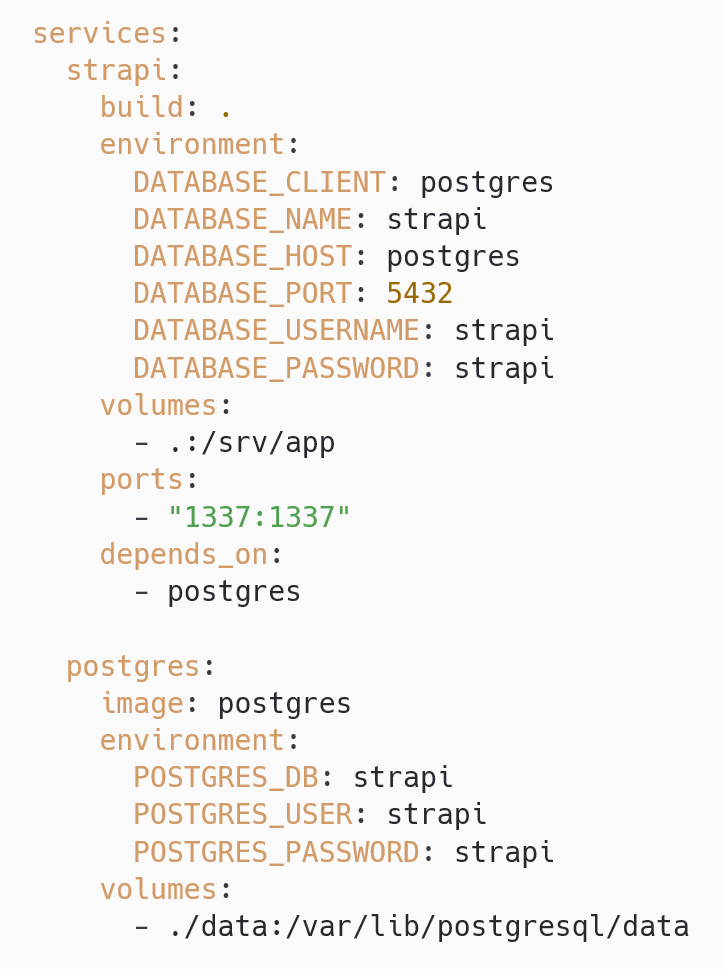 services:
  strapi:
    build: .
    environment:
      DATABASE_CLIENT: postgres
      DATABASE_NAME: strapi
      DATABASE_HOST: postgres
      DATABASE_PORT: 5432
      DATABASE_USERNAME: strapi
      DATABASE_PASSWORD: strapi
    volumes:
      - .:/srv/app
    ports:
      - "1337:1337"
    depends_on:
      - postgres

  postgres:
    image: postgres
    environment:
      POSTGRES_DB: strapi
      POSTGRES_USER: strapi
      POSTGRES_PASSWORD: strapi
    volumes:
      - ./data:/var/lib/postgresql/data